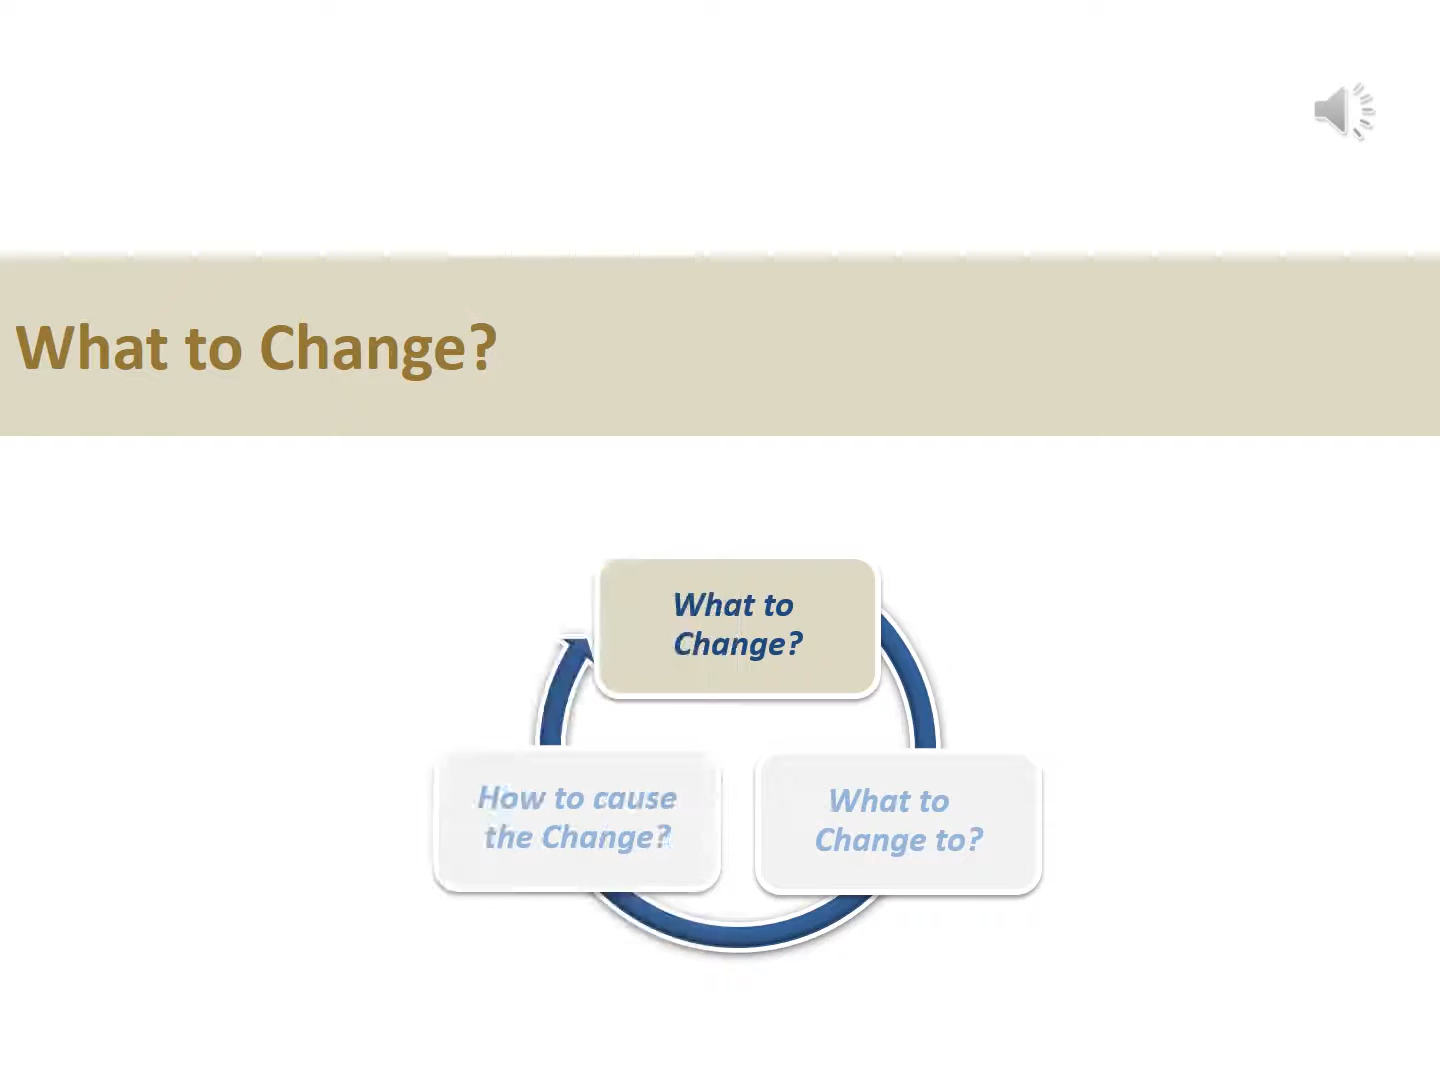 What to Change?
What to
Change?
How to cause
the Change?
What to
Change to?